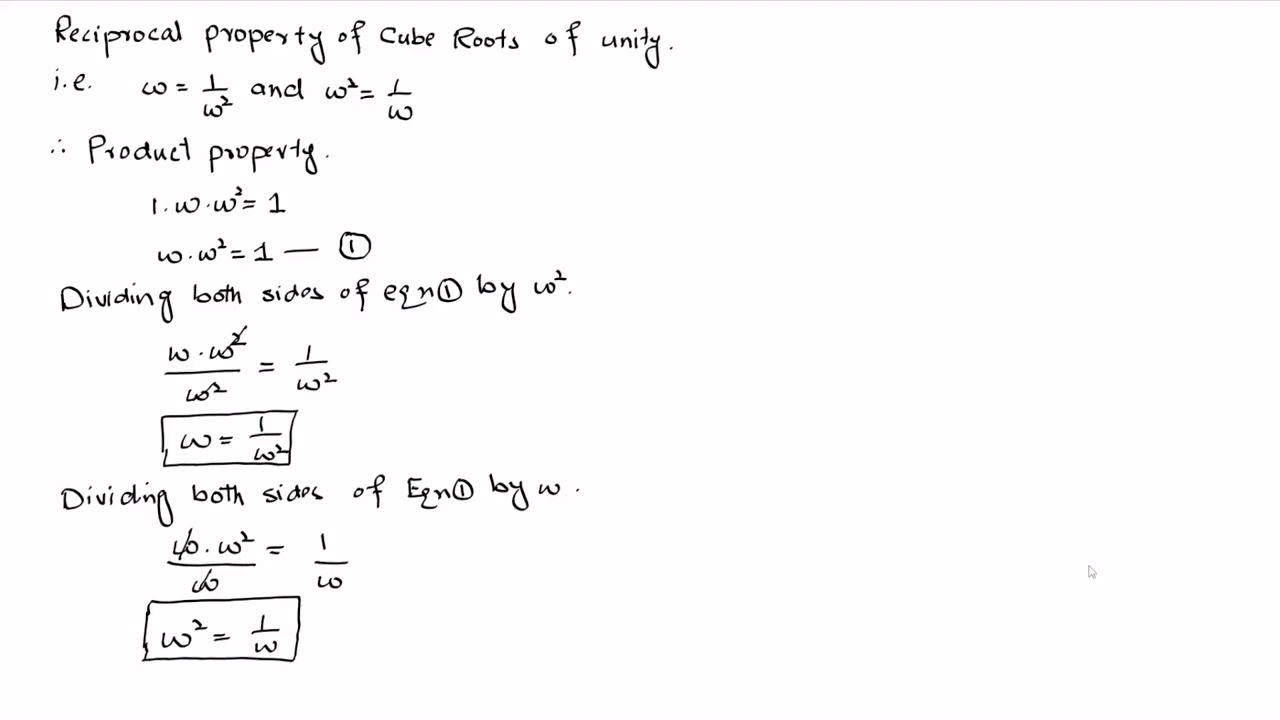 Reciprocal property of Cube Roots of unity.
i.e. ω = 1/ω² and ω² = 1/ω
∴ Product property.
1 · ω · ω² = 1
ω · ω² = 1 — ①
Dividing both sides of eqn① by ω².
ω · ω²/ω² = 1/ω²
ω = 1/ω²
Dividing both sides of Eqn① by ω.
ω · ω²/ω = 1/ω
ω² = 1/ω